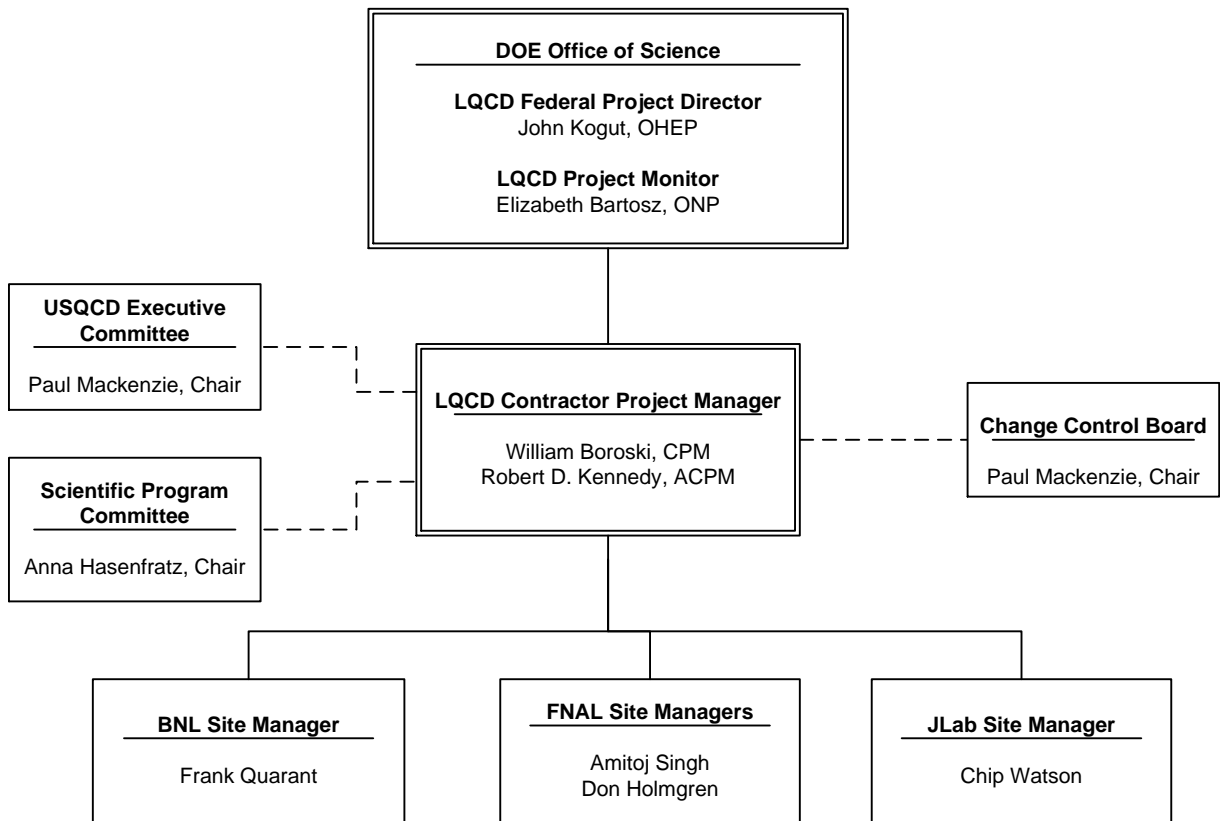 DOE Office of Science
LQCD Federal Project Director
John Kogut, OHEP
LQCD Project Monitor
Elizabeth Bartosz, ONP
USQCD Executive
Committee
Paul Mackenzie, Chair
LQCD Contractor Project Manager
William Boroski, CPM
Robert D. Kennedy, ACPM
Change Control Board
Paul Mackenzie, Chair
Scientific Program
Committee
Anna Hasenfratz, Chair
BNL Site Manager
Frank Quarant
FNAL Site Managers
Amitoj Singh
Don Holmgren
JLab Site Manager
Chip Watson